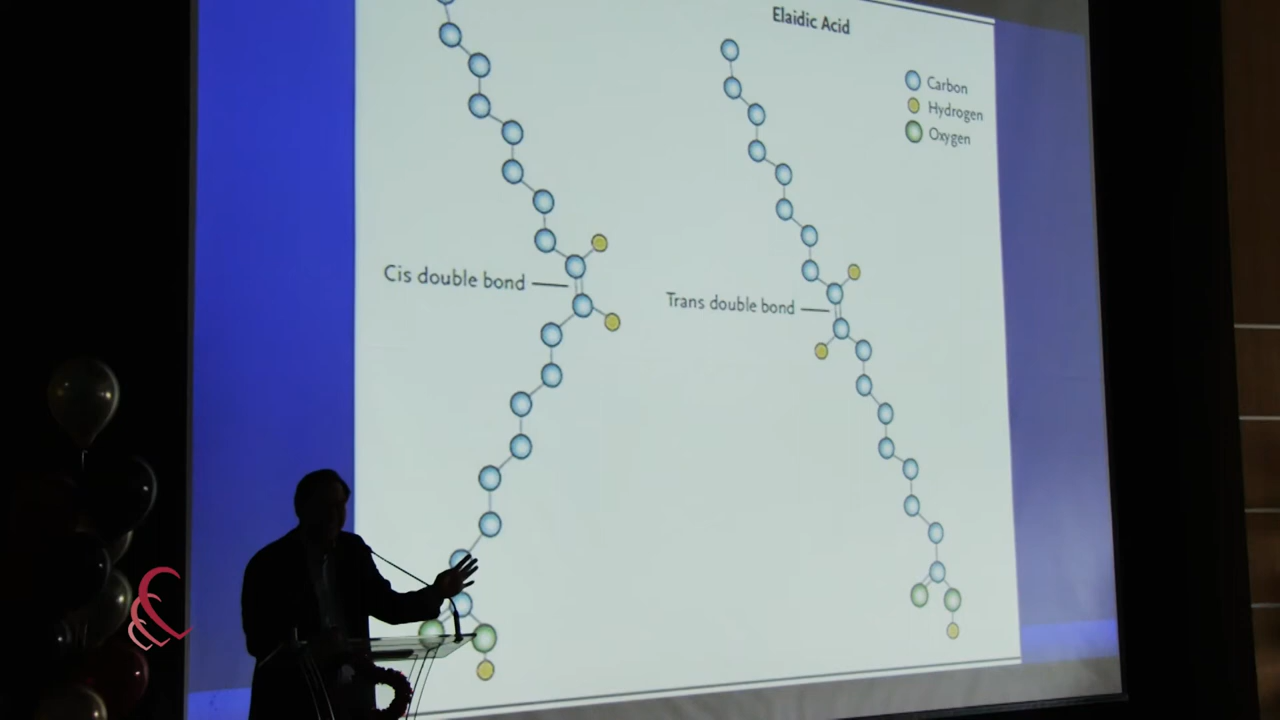 Elaidic Acid
Carbon
Hydrogen
Oxygen
Cis double bond
Trans double bond